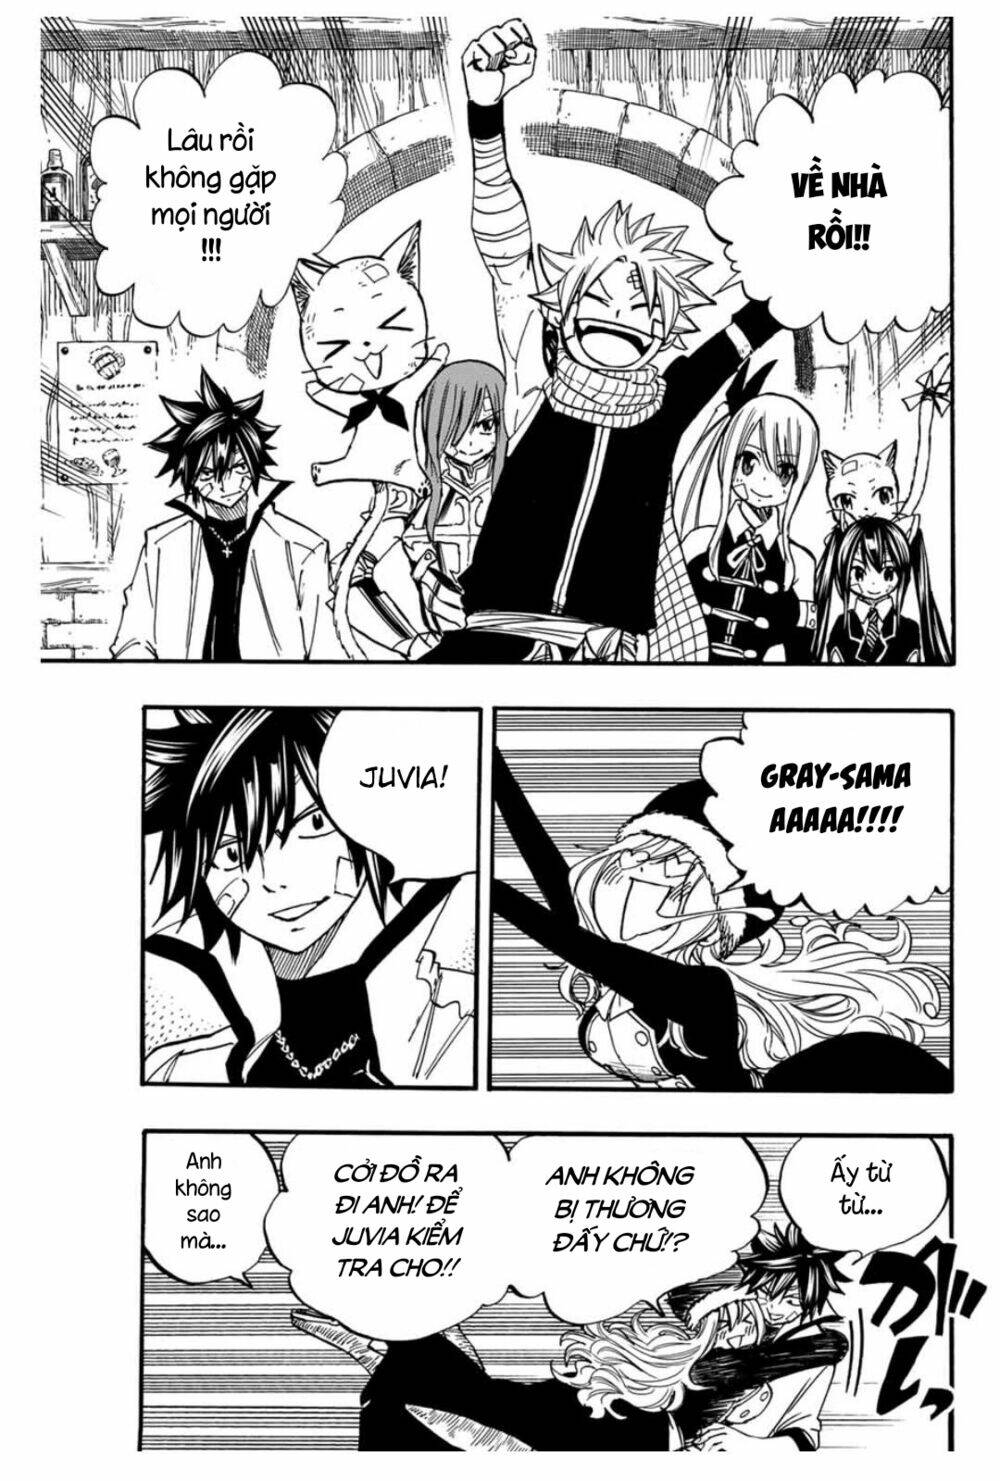 VỀ NHÀ
RỒI!!
Lâu rồi
không gặp
mọi người
!!!
GRAY-SAMA
AAAAA!!!!
JUVIA!
Ấy từ
từ...
ANH KHÔNG
BỊ THƯƠNG
ĐẤY CHỨ!?
CỞI ĐỒ RA
ĐI ANH! ĐỂ
JUVIA KIỂM
TRA CHO!!
Anh
không
sao
mà...